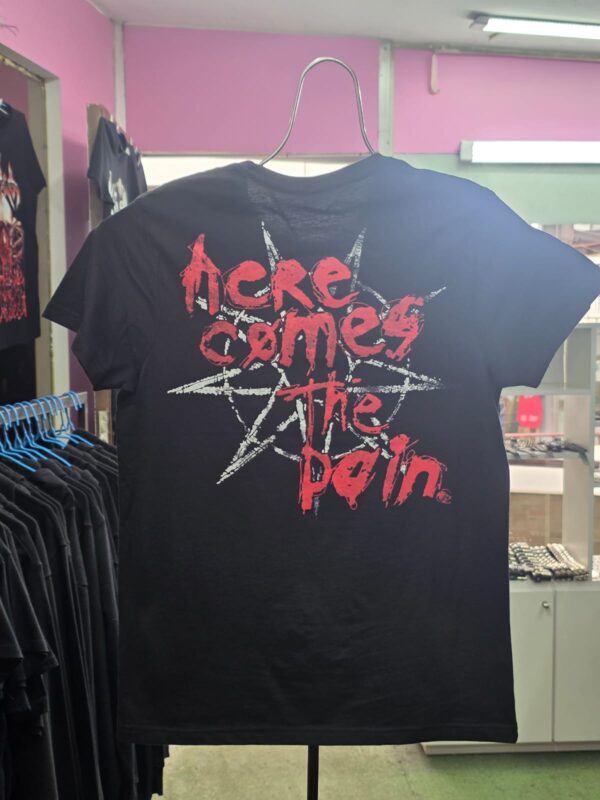 here
comes
the
pain.